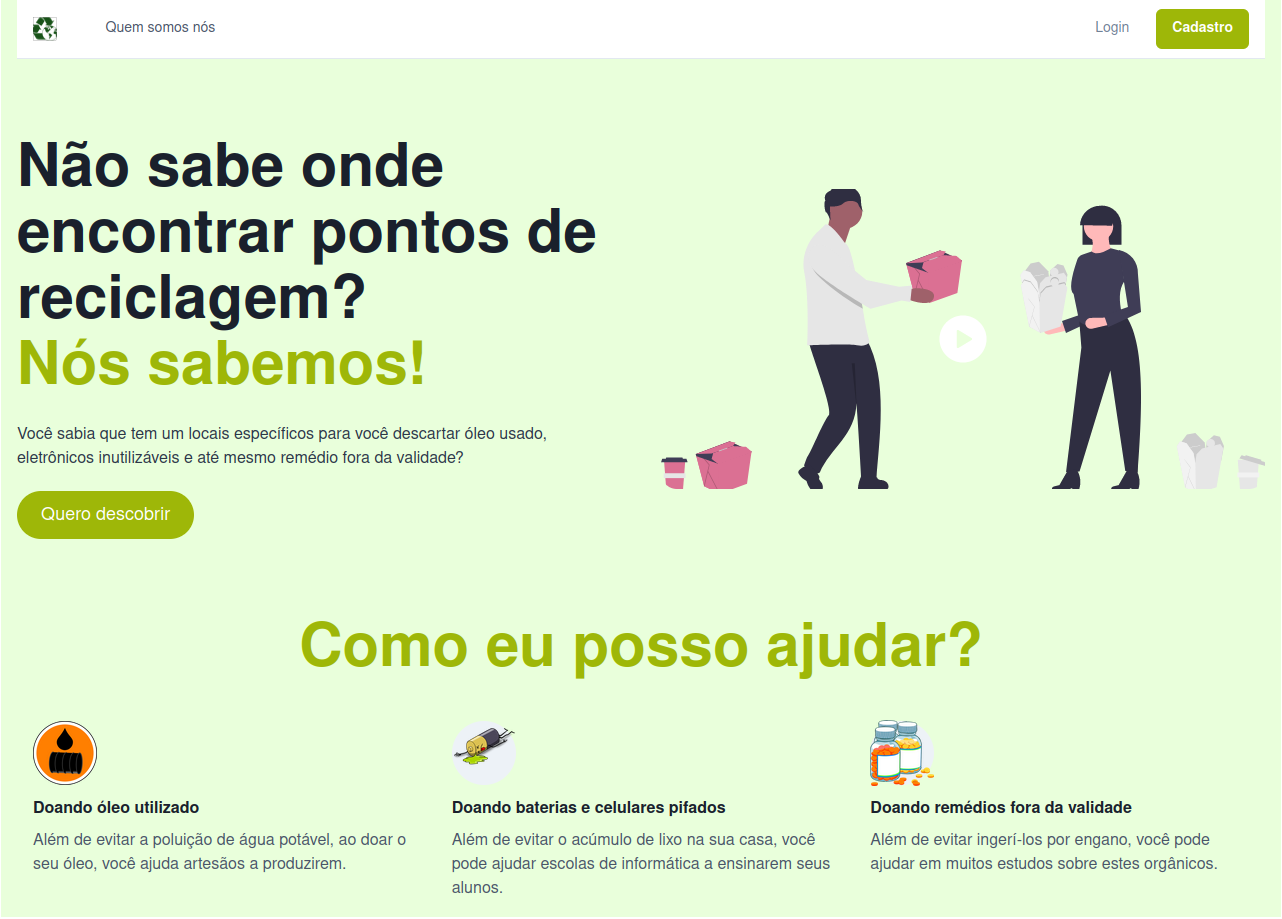 Quem somos nós
Login
Cadastro
Não sabe onde
encontrar pontos de
reciclagem?
Nós sabemos!
Você sabia que tem um locais específicos para você descartar óleo usado,
eletrônicos inutilizáveis e até mesmo remédio fora da validade?
Quero descobrir
Como eu posso ajudar?
Doando óleo utilizado
Além de evitar a poluição de água potável, ao doar o
seu óleo, você ajuda artesãos a produzirem.
Doando baterias e celulares pifados
Além de evitar o acúmulo de lixo na sua casa, você
pode ajudar escolas de informática a ensinarem seus
alunos.
Doando remédios fora da validade
Além de evitar ingerí-los por engano, você pode
ajudar em muitos estudos sobre estes orgânicos.